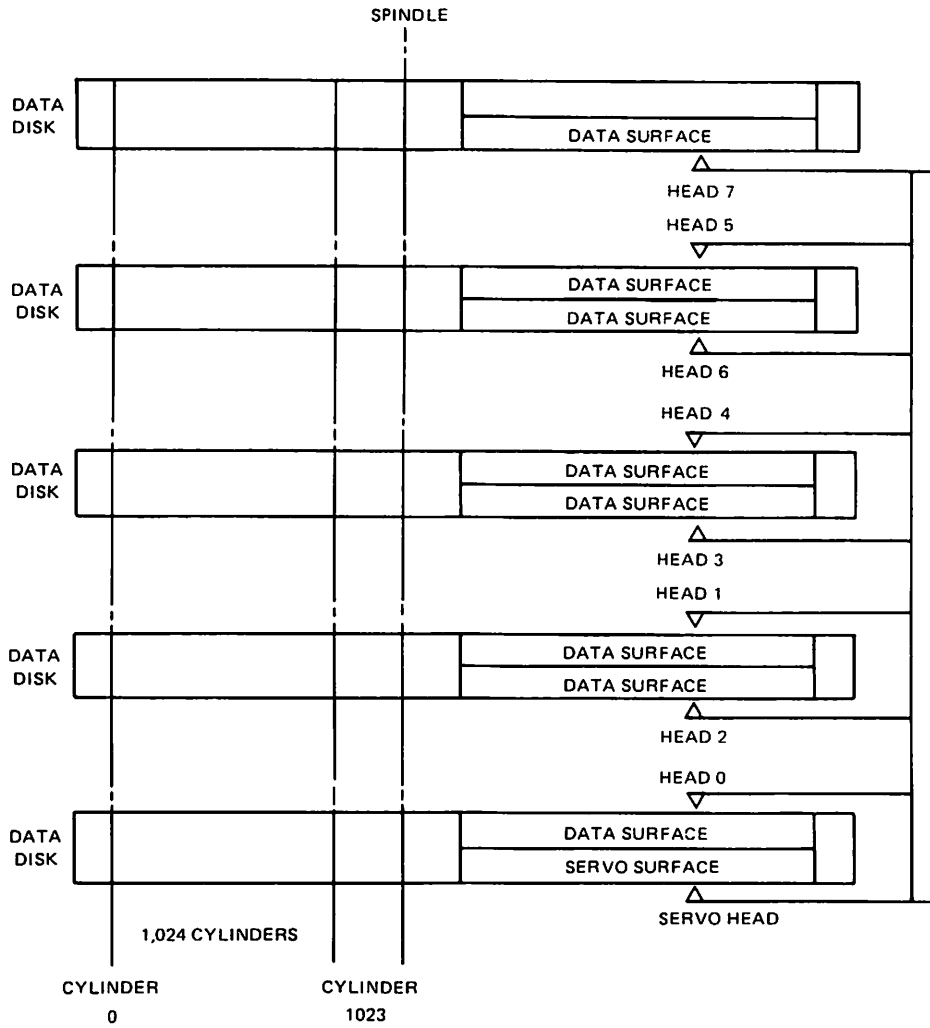 SPINDLE
DATA
DISK
DATA SURFACE
HEAD 7
HEAD 5
DATA
DISK
DATA SURFACE
DATA SURFACE
HEAD 6
HEAD 4
DATA
DISK
DATA SURFACE
DATA SURFACE
HEAD 3
HEAD 1
DATA
DISK
DATA SURFACE
DATA SURFACE
HEAD 2
HEAD 0
DATA
DISK
DATA SURFACE
SERVO SURFACE
SERVO HEAD
1,024 CYLINDERS
CYLINDER
0
CYLINDER
1023